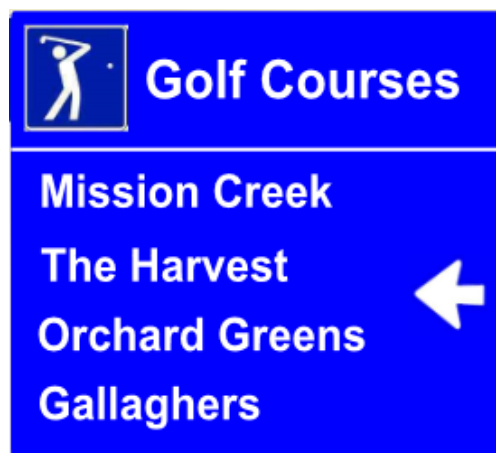 Golf Courses
Mission Creek
The Harvest
Orchard Greens
Gallaghers